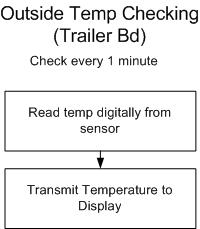 Outside Temp Checking
(Trailer Bd)
Check every 1 minute
Read temp digitally from
sensor
Transmit Temperature to
Display